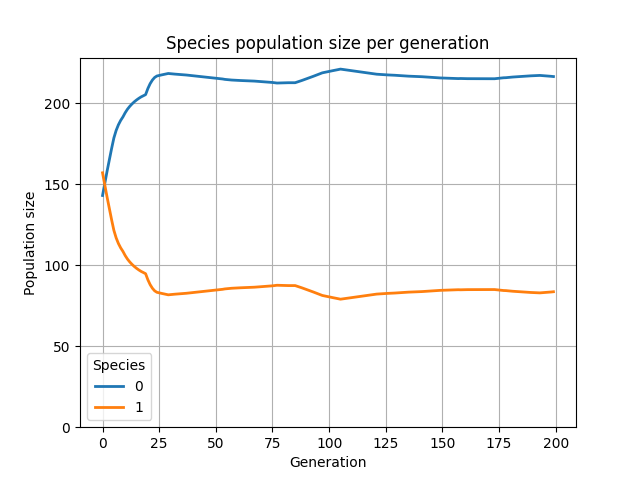 Species population size per generation
Population size
200
150
100
50
0
Species
0
1
0 25 50 75 100 125 150 175 200
Generation